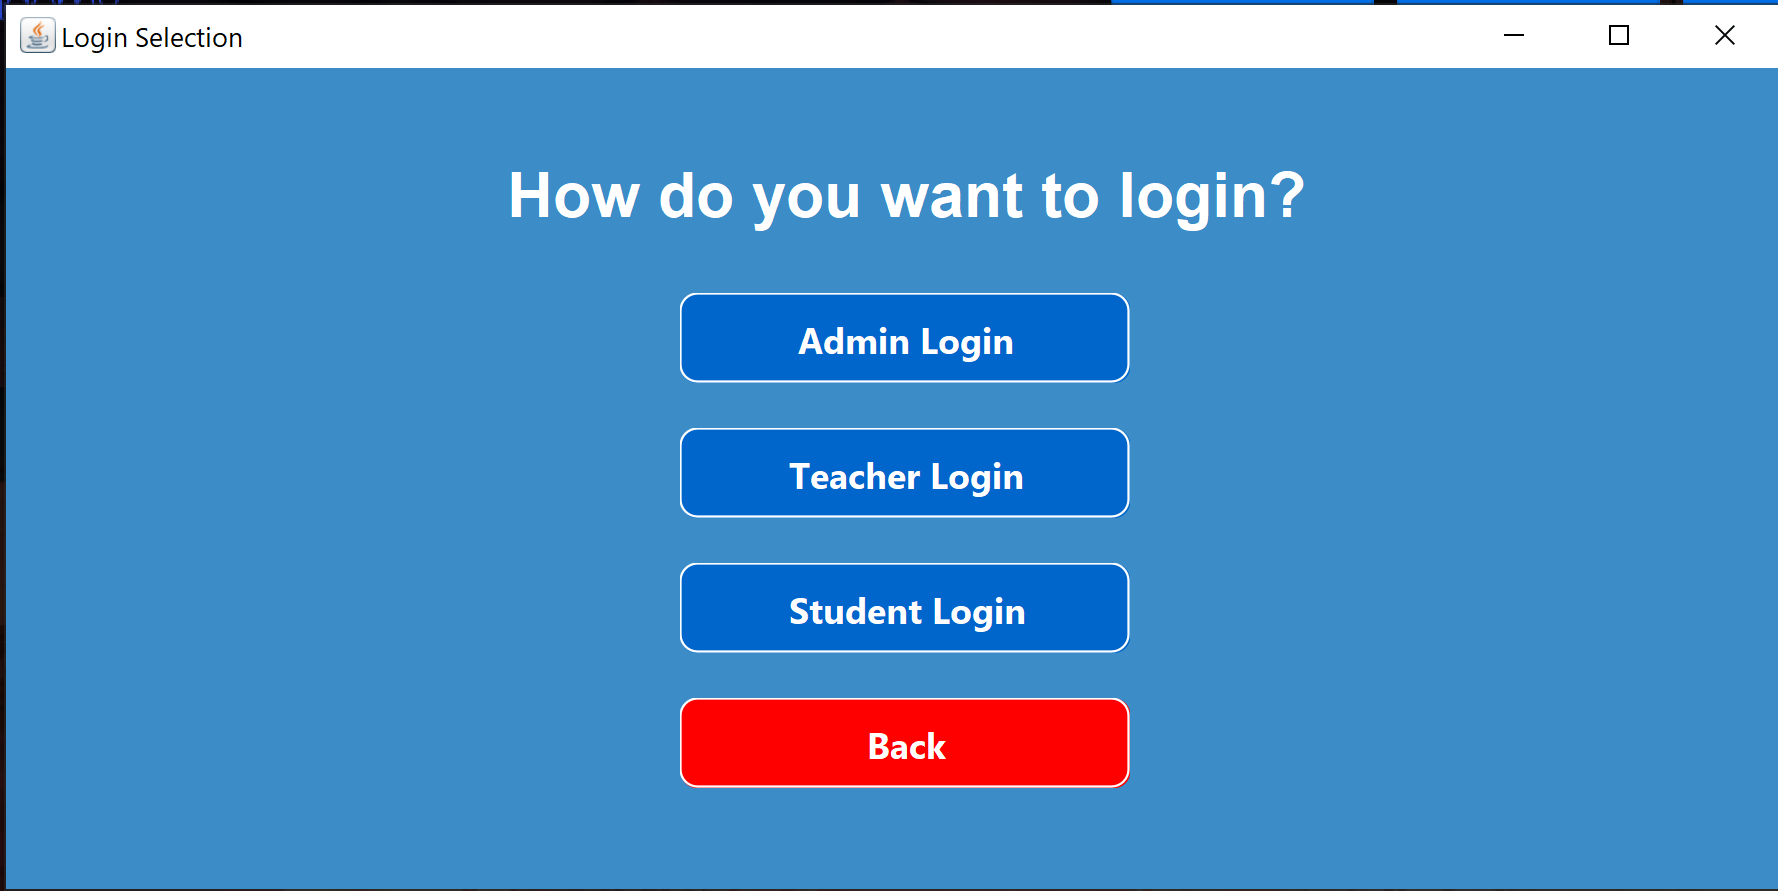 Login Selection
How do you want to login?
Admin Login
Teacher Login
Student Login
Back